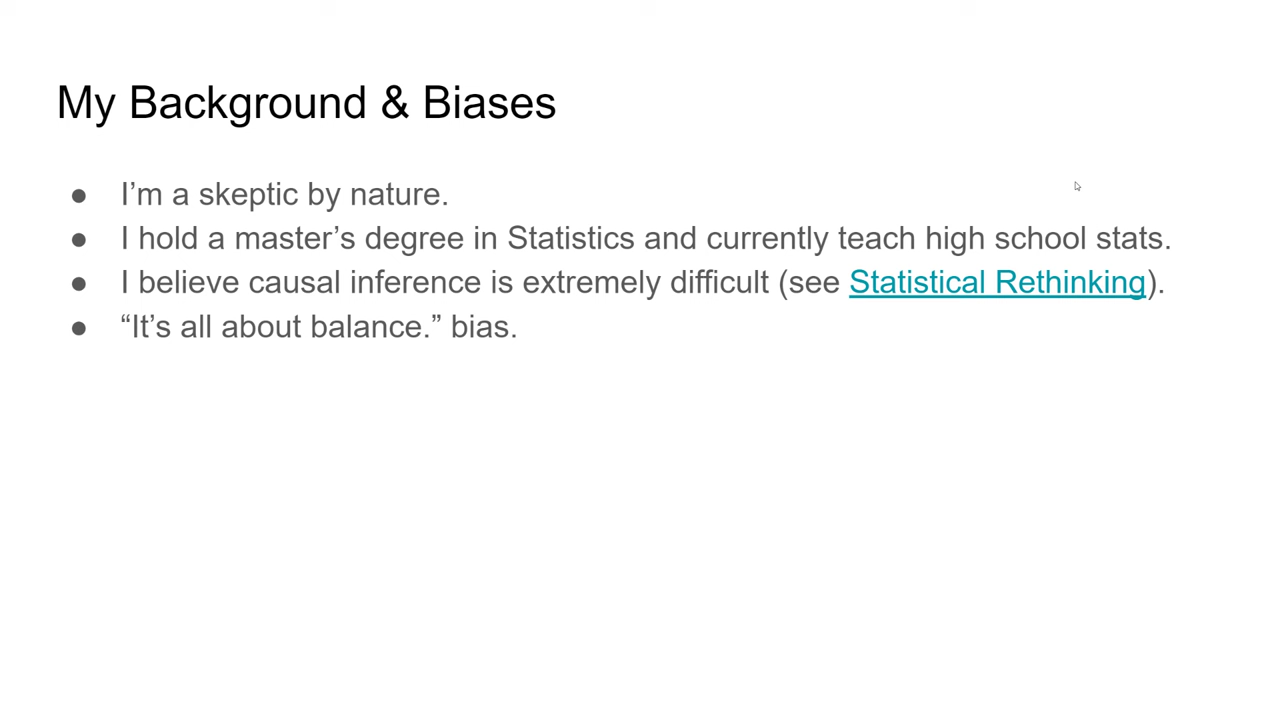 My Background & Biases
● I’m a skeptic by nature.
● I hold a master’s degree in Statistics and currently teach high school stats.
● I believe causal inference is extremely difficult (see Statistical Rethinking).
● “It’s all about balance.” bias.